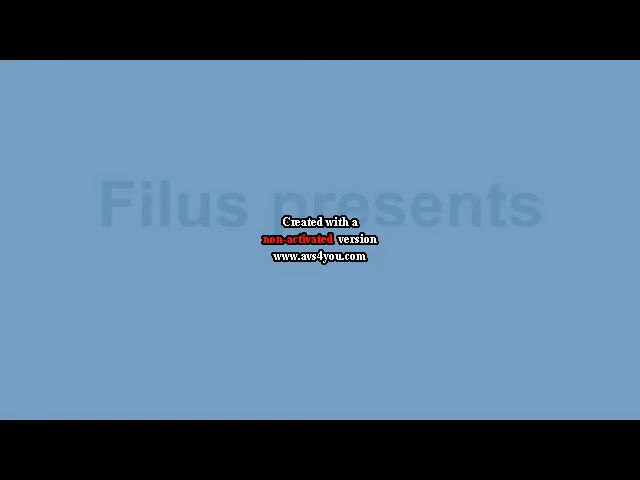 Filus presents
Created with a
non-activated version
www.avs4you.com